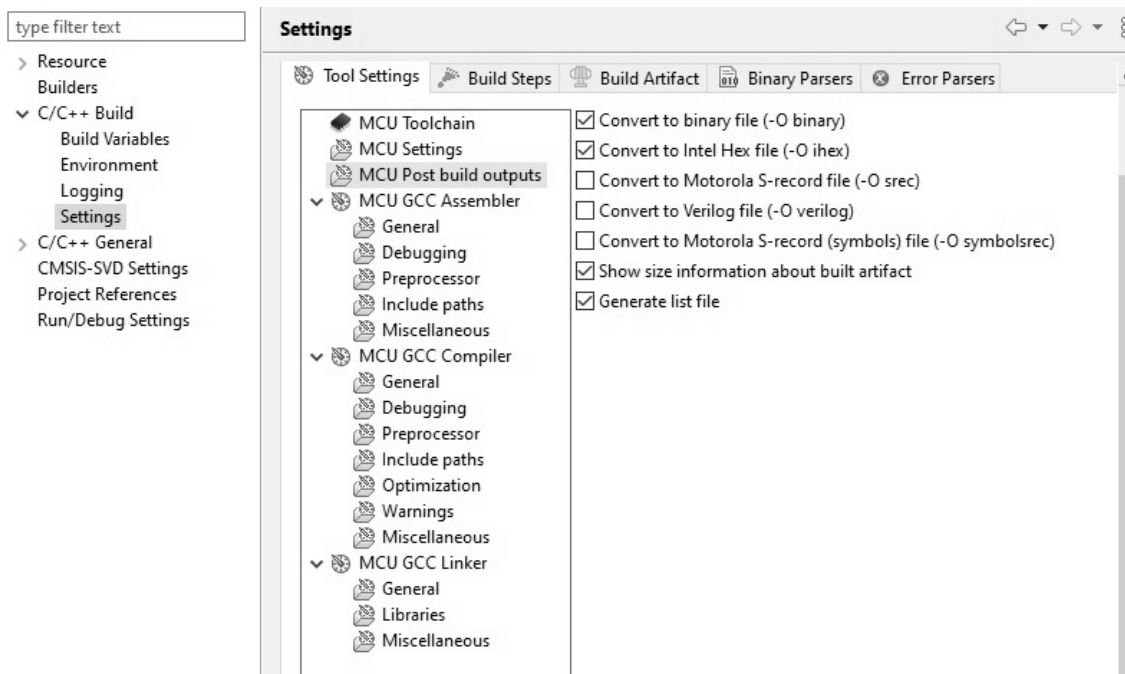 type filter text
Resource
Builders
C/C++ Build
Build Variables
Environment
Logging
Settings
C/C++ General
CMSIS-SVD Settings
Project References
Run/Debug Settings
Settings
Tool Settings
Build Steps
Build Artifact
Binary Parsers
Error Parsers
MCU Toolchain
MCU Settings
MCU Post build outputs
MCU GCC Assembler
General
Debugging
Preprocessor
Include paths
Miscellaneous
MCU GCC Compiler
General
Debugging
Preprocessor
Include paths
Optimization
Warnings
Miscellaneous
MCU GCC Linker
General
Libraries
Miscellaneous
Convert to binary file (-O binary)
Convert to Intel Hex file (-O ihex)
Convert to Motorola S-record file (-O srec)
Convert to Verilog file (-O verilog)
Convert to Motorola S-record (symbols) file (-O symbolsrec)
Show size information about built artifact
Generate list file